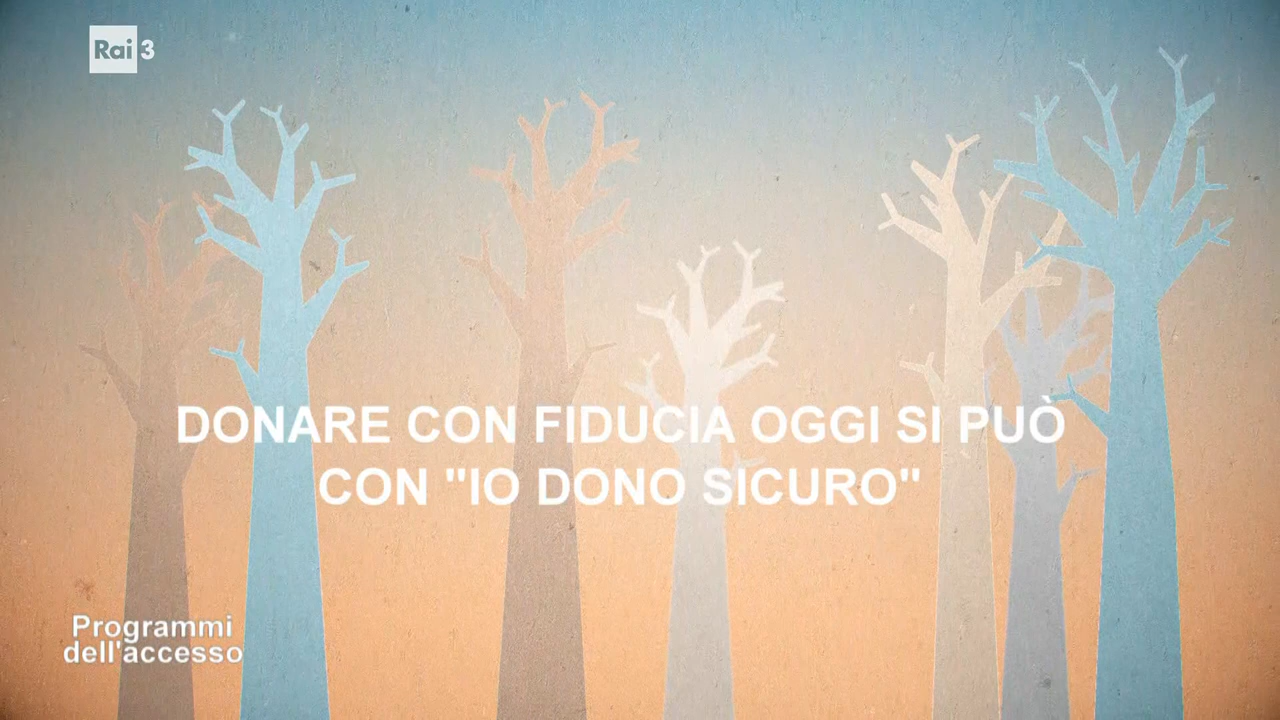 Rai 3
DONARE CON FIDUCIA OGGI SI PUÒ
CON "IO DONO SICURO"
Programmi
dell'accesso